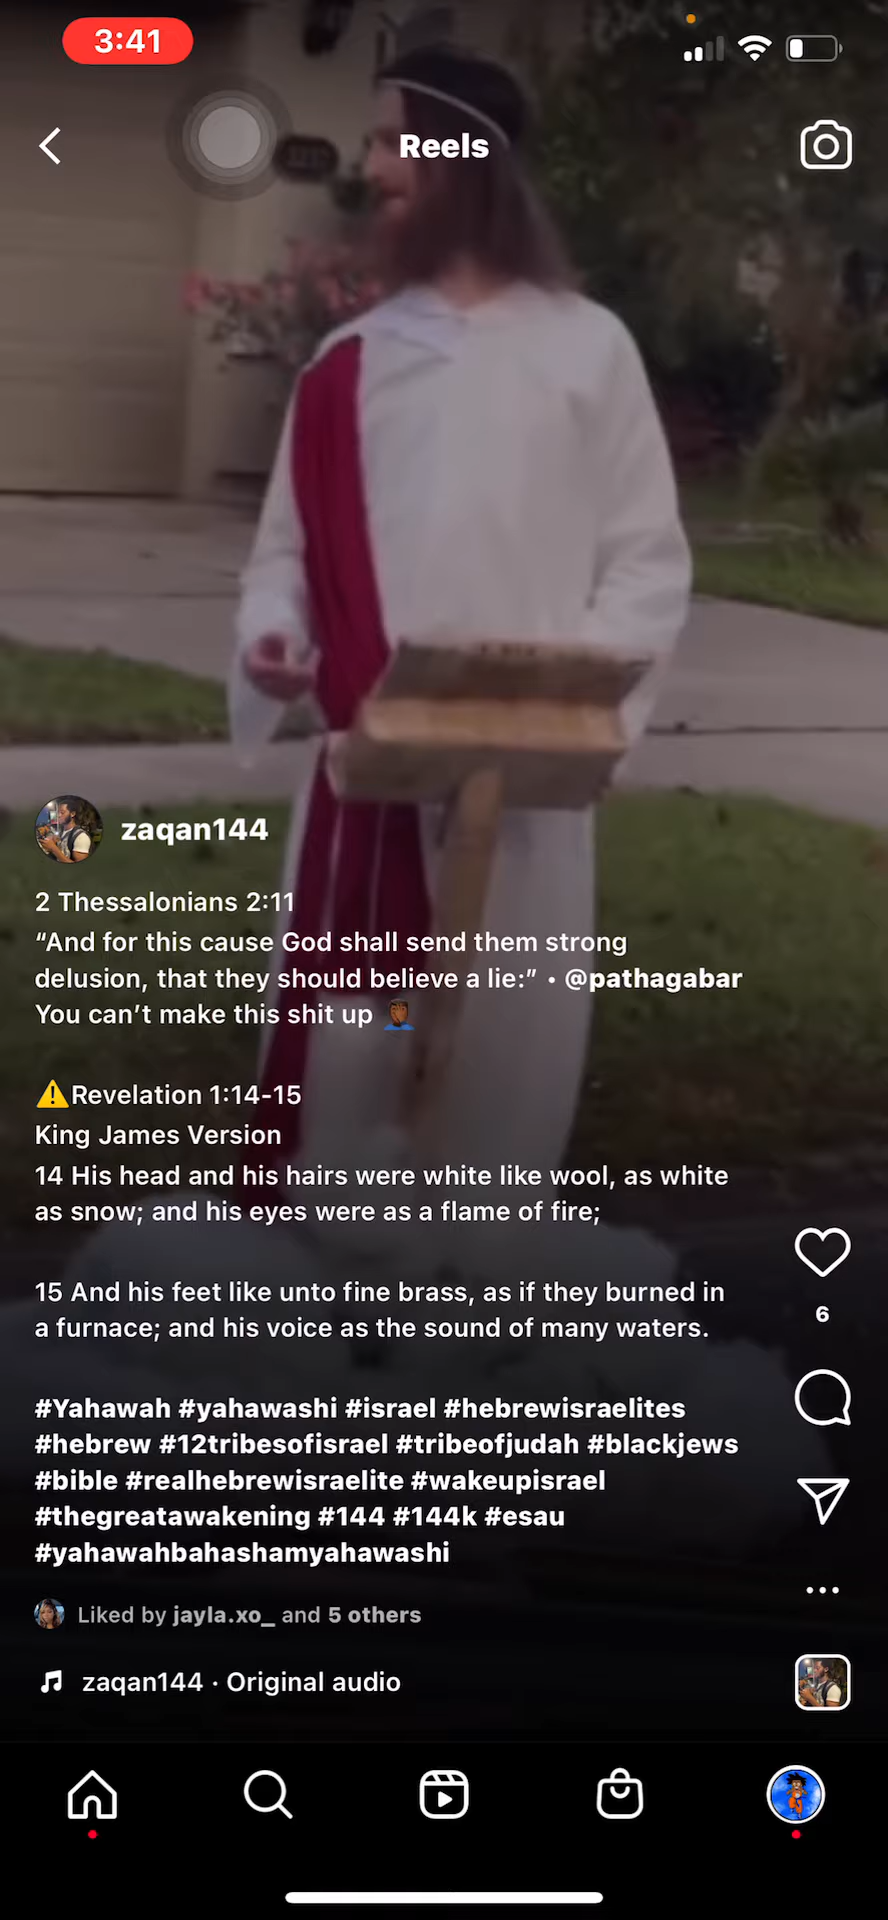 3:41
Reels
zaqan144
2 Thessalonians 2:11
“And for this cause God shall send them strong
delusion, that they should believe a lie:” • @pathagabar
You can’t make this shit up 🤦🏾‍♂️
⚠️Revelation 1:14-15
King James Version
14 His head and his hairs were white like wool, as white
as snow; and his eyes were as a flame of fire;
15 And his feet like unto fine brass, as if they burned in
a furnace; and his voice as the sound of many waters.
6
#Yahawah #yahawashi #israel #hebrewisraelites
#hebrew #12tribesofisrael #tribeofjudah #blackjews
#bible #realhebrewisraelite #wakeupisrael
#thegreatawakening #144 #144k #esau
#yahawahbahashamyahawashi
Liked by jayla.xo_ and 5 others
zaqan144 · Original audio